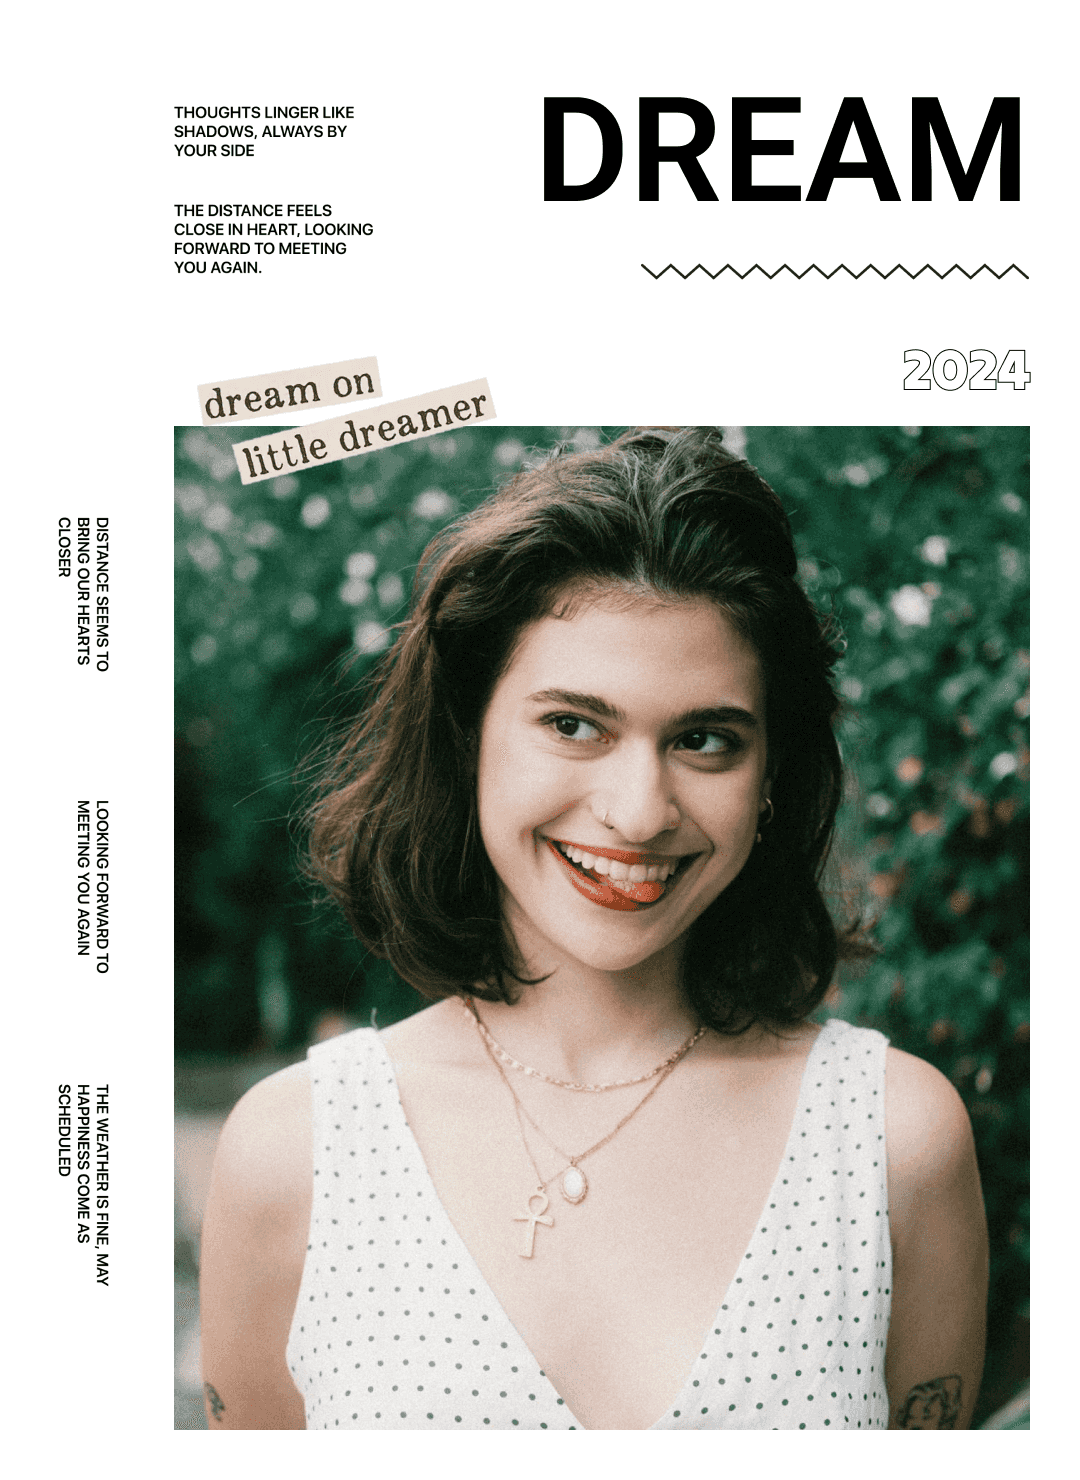 THOUGHTS LINGER LIKE
SHADOWS, ALWAYS BY
YOUR SIDE
THE DISTANCE FEELS
CLOSE IN HEART, LOOKING
FORWARD TO MEETING
YOU AGAIN.
DREAM
2024
dream on
little dreamer
DISTANCE SEEMS TO
BRING OUR HEARTS
CLOSER
LOOKING FORWARD TO
MEETING YOU AGAIN
THE WEATHER IS FINE, MAY
HAPPINESS COME AS
SCHEDULED